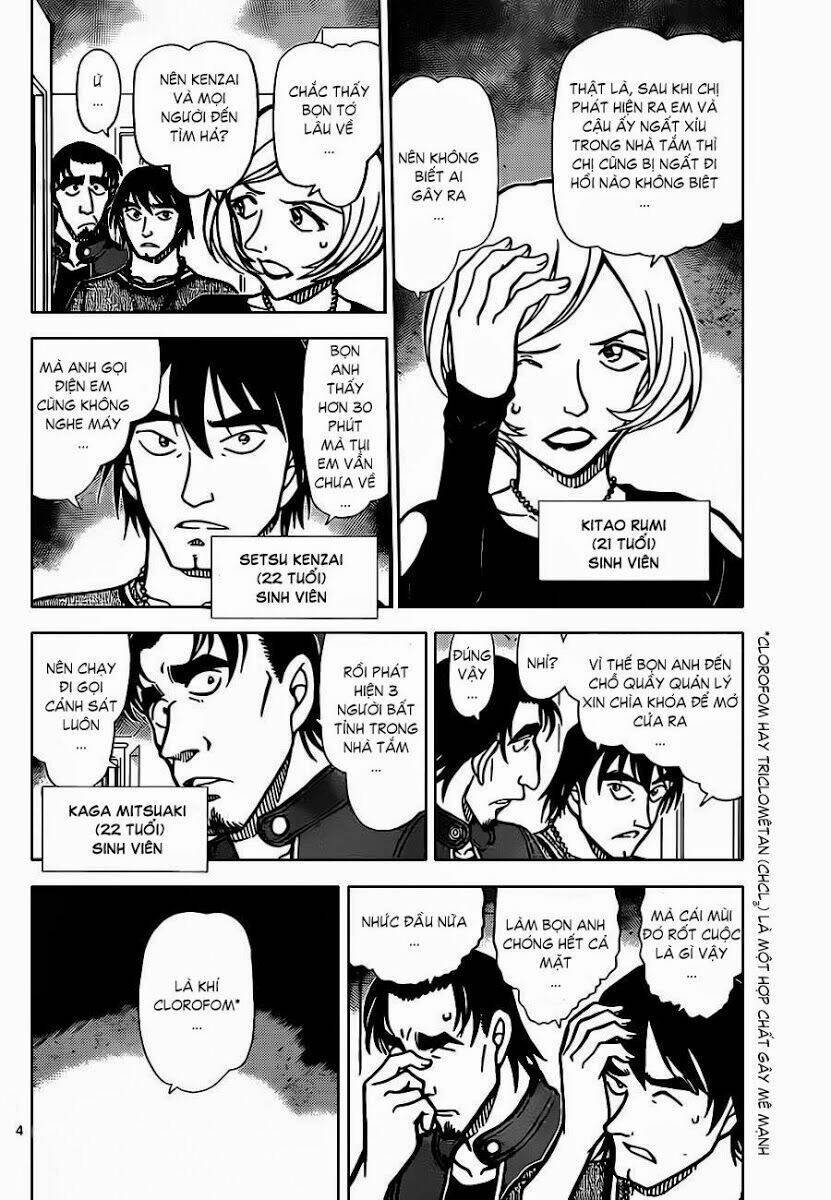 THẬT LÀ, SAU KHI CHỊ
PHÁT HIỆN RA EM VÀ
CẬU ẤY NGẤT XỈU
TRONG NHÀ TẮM THÌ
CHỊ CŨNG BỊ NGẤT ĐI
HỒI NÀO KHÔNG BIẾT
...
NÊN KHÔNG
BIẾT AI
GÂY RA
...
KITAO RUMI
(21 TUỔI)
SINH VIÊN
CHẮC THẤY
BỌN TỚ
LÂU VỀ
...
NÊN KENZAI
VÀ MỌI
NGƯỜI ĐẾN
TÌM HẢ?
Ừ
...
BỌN
ANH
THẤY
HƠN 30
PHÚT
MÀ TỤI
EM VẪN
CHƯA VỀ
...
MÀ ANH GỌI
ĐIỆN EM
CŨNG KHÔNG
NGHE MÁY
...
SETSU KENZAI
(22 TUỔI)
SINH VIÊN
VÌ THẾ BỌN ANH ĐẾN
CHỖ QUẦY QUẢN LÝ
XIN CHÌA KHÓA ĐỂ MỞ
CỬA RA
NHỈ?
ĐÚNG
VẬY
...
RỒI PHÁT
HIỆN 3
NGƯỜI BẤT
TỈNH TRONG
NHÀ TẮM
...
NÊN CHẠY
ĐI GỌI
CẢNH SÁT
LUÔN
...
KAGA MITSUAKI
(22 TUỔI)
SINH VIÊN
MÀ CÁI MÙI
ĐÓ RỐT CUỘC
LÀ GÌ VẬY
...
LÀM BỌN ANH
CHÓNG HẾT CẢ
MẶT
...
NHỨC ĐẦU NỮA
...
LÀ KHÍ
CLOROFOM*
...
*CLOROFOM HAY TRICLOMÊTAN (CHCL3) LÀ MỘT HỢP CHẤT GÂY MÊ MẠNH
4